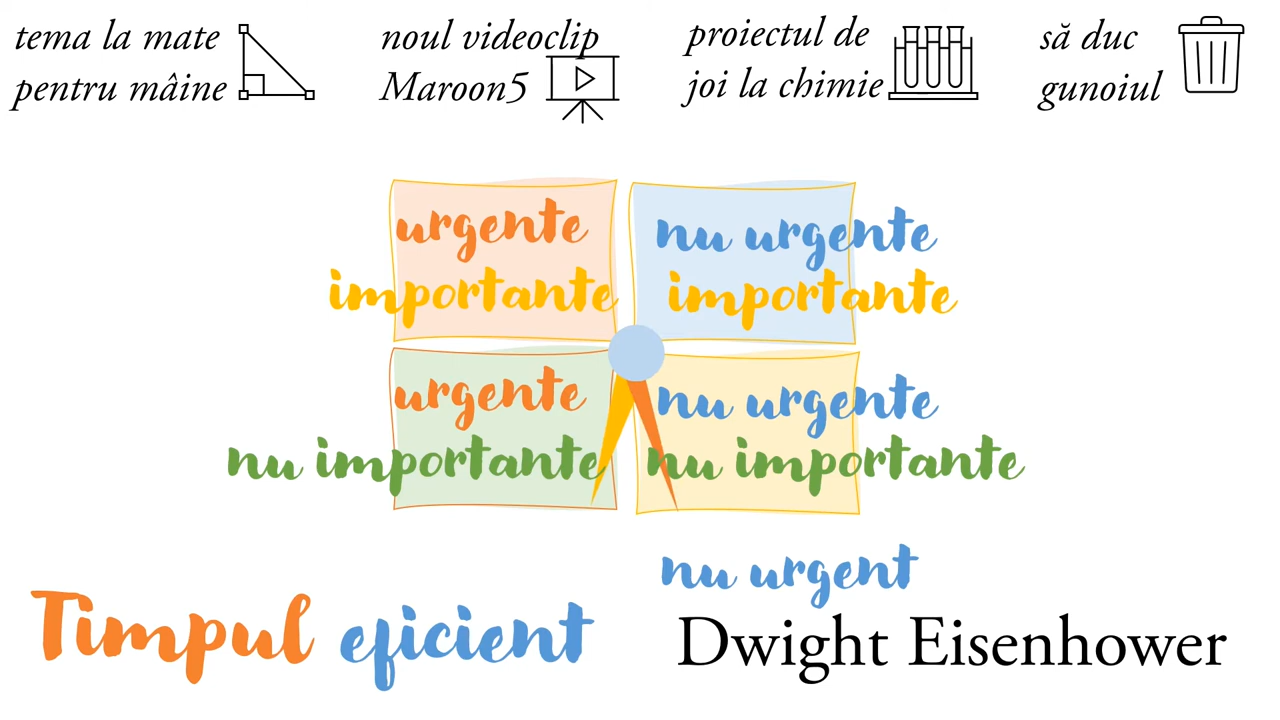 tema la mate
pentru mâine
noul videoclip
Maroon5
proiectul de
joi la chimie
să duc
gunoiul
urgente
importante
nu urgente
importante
urgente
nu importante
nu urgente
nu importante
nu urgent
Timpul eficient
Dwight Eisenhower